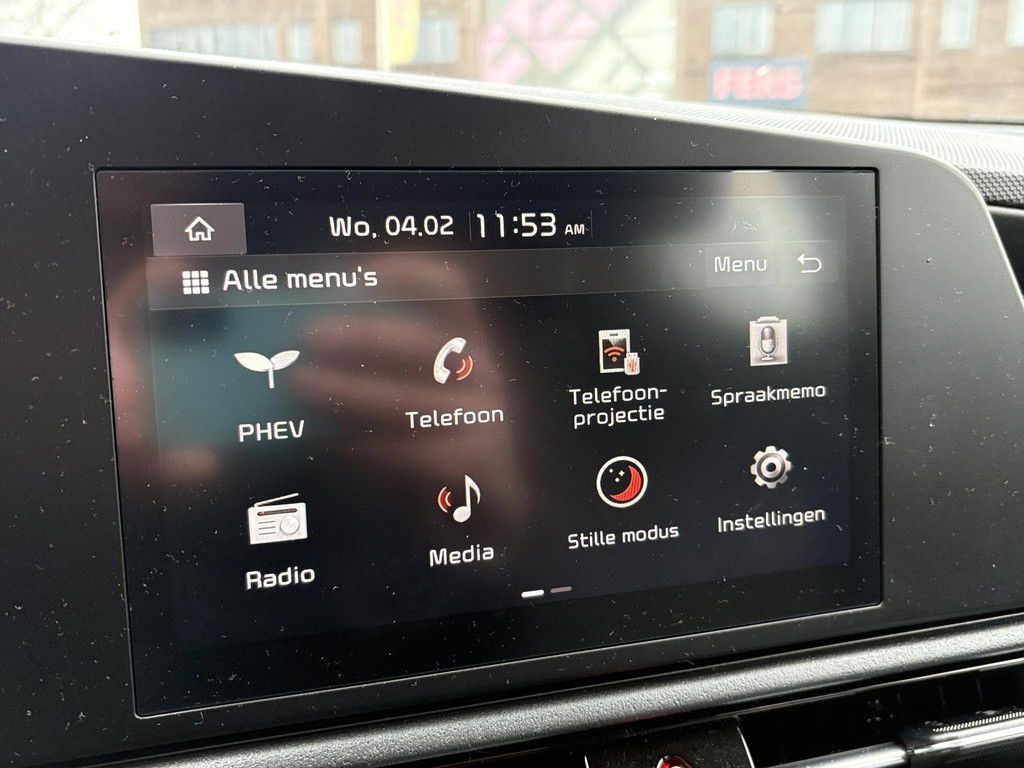 Wo, 04.02 11:53 AM
Alle menu's
Menu
PHEV
Telefoon
Telefoon-
projectie
Spraakmemo
Radio
Media
Stille modus
Instellingen